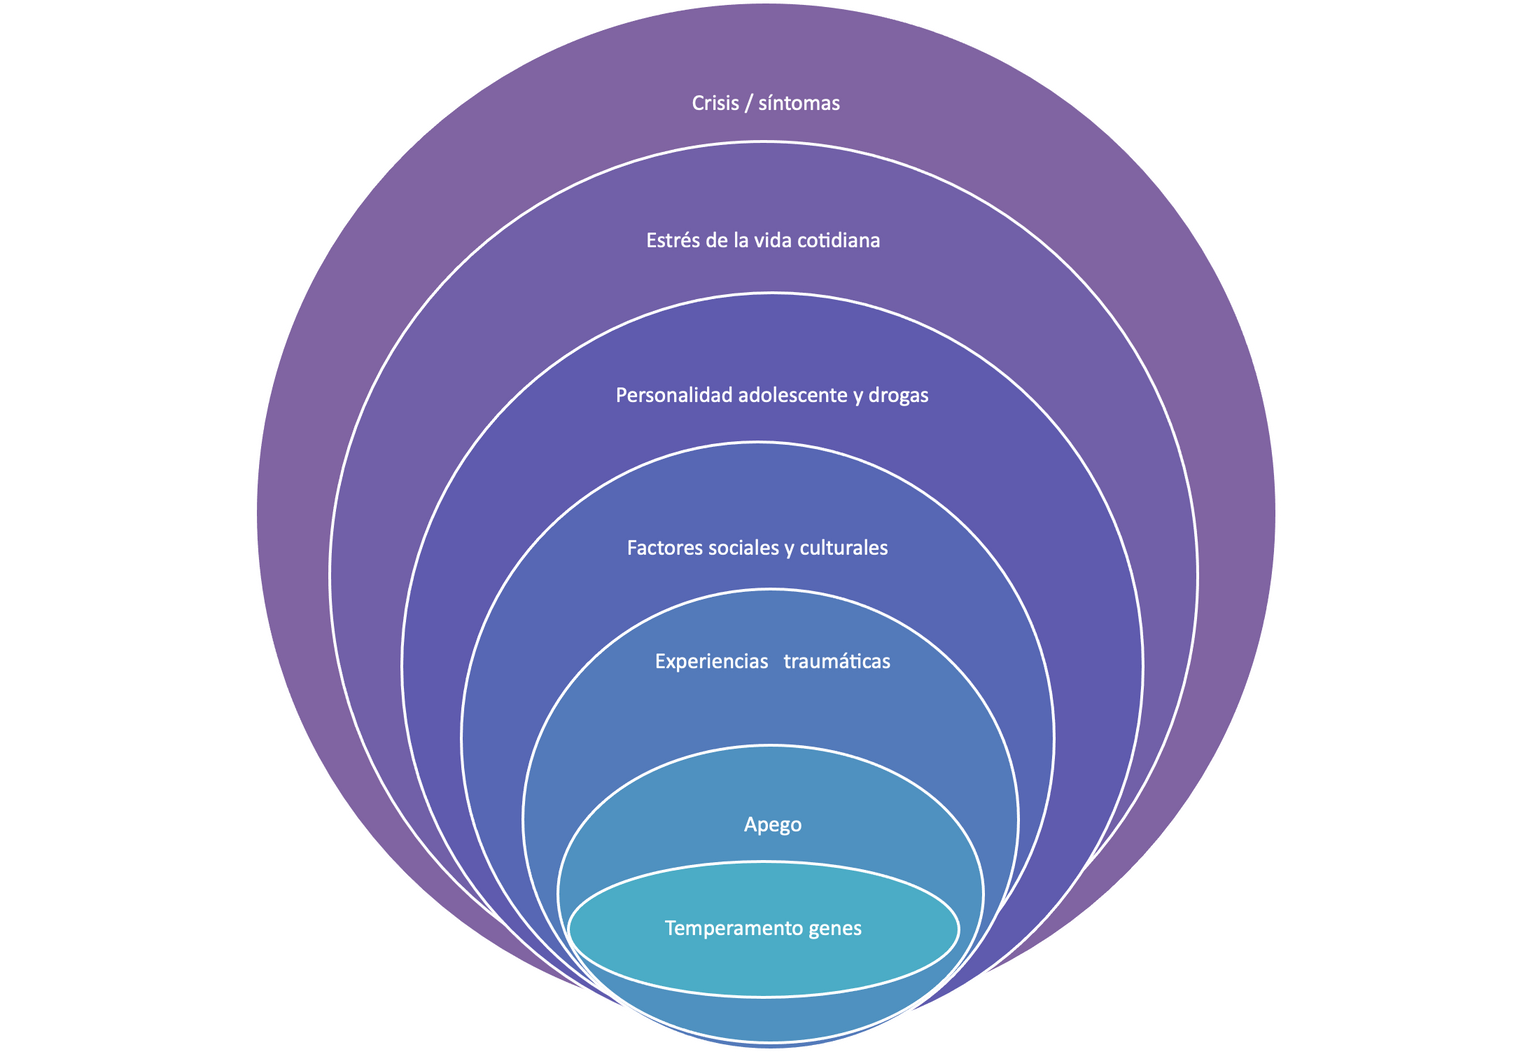 Crisis / síntomas
Estrés de la vida cotidiana
Personalidad adolescente y drogas
Factores sociales y culturales
Experiencias traumáticas
Apego
Temperamento genes